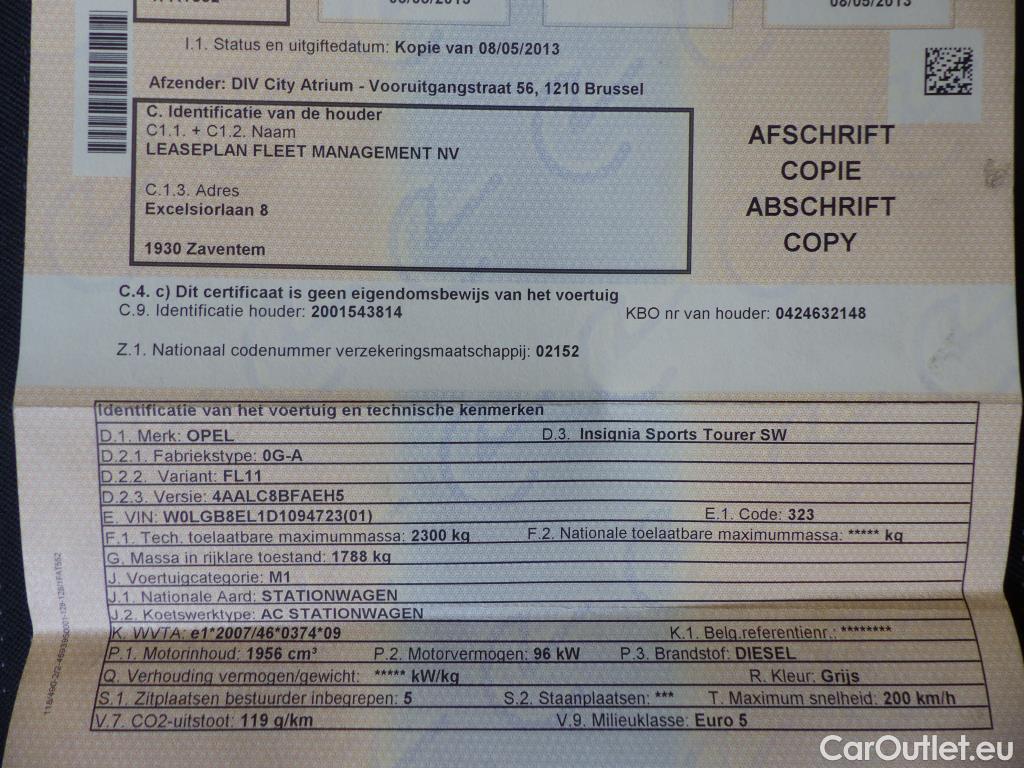 08/05/2013
I.1. Status en uitgiftedatum: Kopie van 08/05/2013
Afzender: DIV City Atrium - Vooruitgangstraat 56, 1210 Brussel
C. Identificatie van de houder
C1.1. + C1.2. Naam
LEASEPLAN FLEET MANAGEMENT NV
C.1.3. Adres
Excelsiorlaan 8
1930 Zaventem
AFSCHRIFT
COPIE
ABSCHRIFT
COPY
C.4. c) Dit certificaat is geen eigendomsbewijs van het voertuig
C.9. Identificatie houder: 2001543814 KBO nr van houder: 0424632148
Z.1. Nationaal codenummer verzekeringsmaatschappij: 02152
Identificatie van het voertuig en technische kenmerken
D.1. Merk: OPEL D.3. Insignia Sports Tourer SW
D.2.1. Fabriekstype: 0G-A
D.2.2. Variant: FL11
D.2.3. Versie: 4AALC8BFAEH5
E. VIN: W0LGB8EL1D1094723(01) E.1. Code: 323
F.1. Tech. toelaatbare maximummassa: 2300 kg F.2. Nationale toelaatbare maximummassa: ***** kg
G. Massa in rijklare toestand: 1788 kg
J. Voertuigcategorie: M1
J.1. Nationale Aard: STATIONWAGEN
J.2. Koetswerktype: AC STATIONWAGEN
K. WVTA: e1*2007/46*0374*09 K.1. Belg.referentienr.: ********
P.1. Motorinhoud: 1956 cm³ P.2. Motorvermogen: 96 kW P.3. Brandstof: DIESEL
Q. Verhouding vermogen/gewicht: ***** kW/kg R. Kleur: Grijs
S.1. Zitplaatsen bestuurder inbegrepen: 5 S.2. Staanplaatsen: *** T. Maximum snelheid: 200 km/h
V.7. CO2-uitstoot: 119 g/km V.9. Milieuklasse: Euro 5
CarOutlet.eu